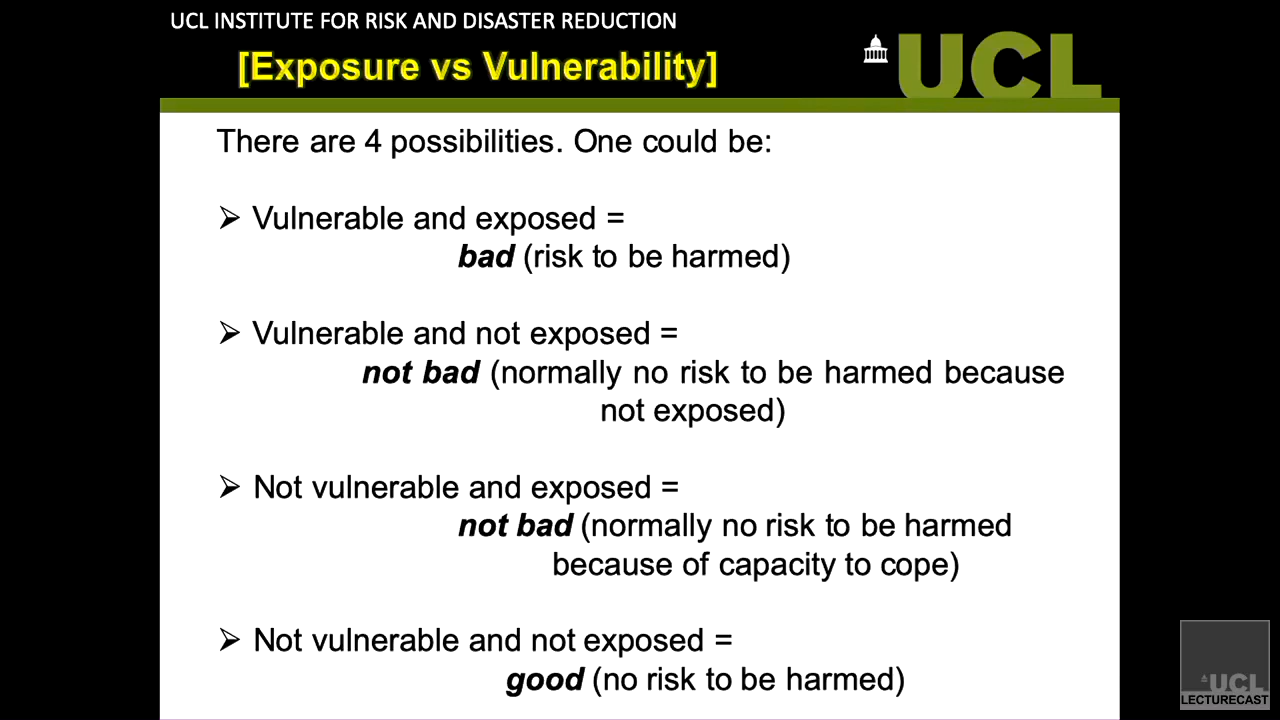 UCL INSTITUTE FOR RISK AND DISASTER REDUCTION
[Exposure vs Vulnerability]
UCL
There are 4 possibilities. One could be:
➢ Vulnerable and exposed =
bad (risk to be harmed)
➢ Vulnerable and not exposed =
not bad (normally no risk to be harmed because
not exposed)
➢ Not vulnerable and exposed =
not bad (normally no risk to be harmed
because of capacity to cope)
➢ Not vulnerable and not exposed =
good (no risk to be harmed)
UCL
LECTURECAST